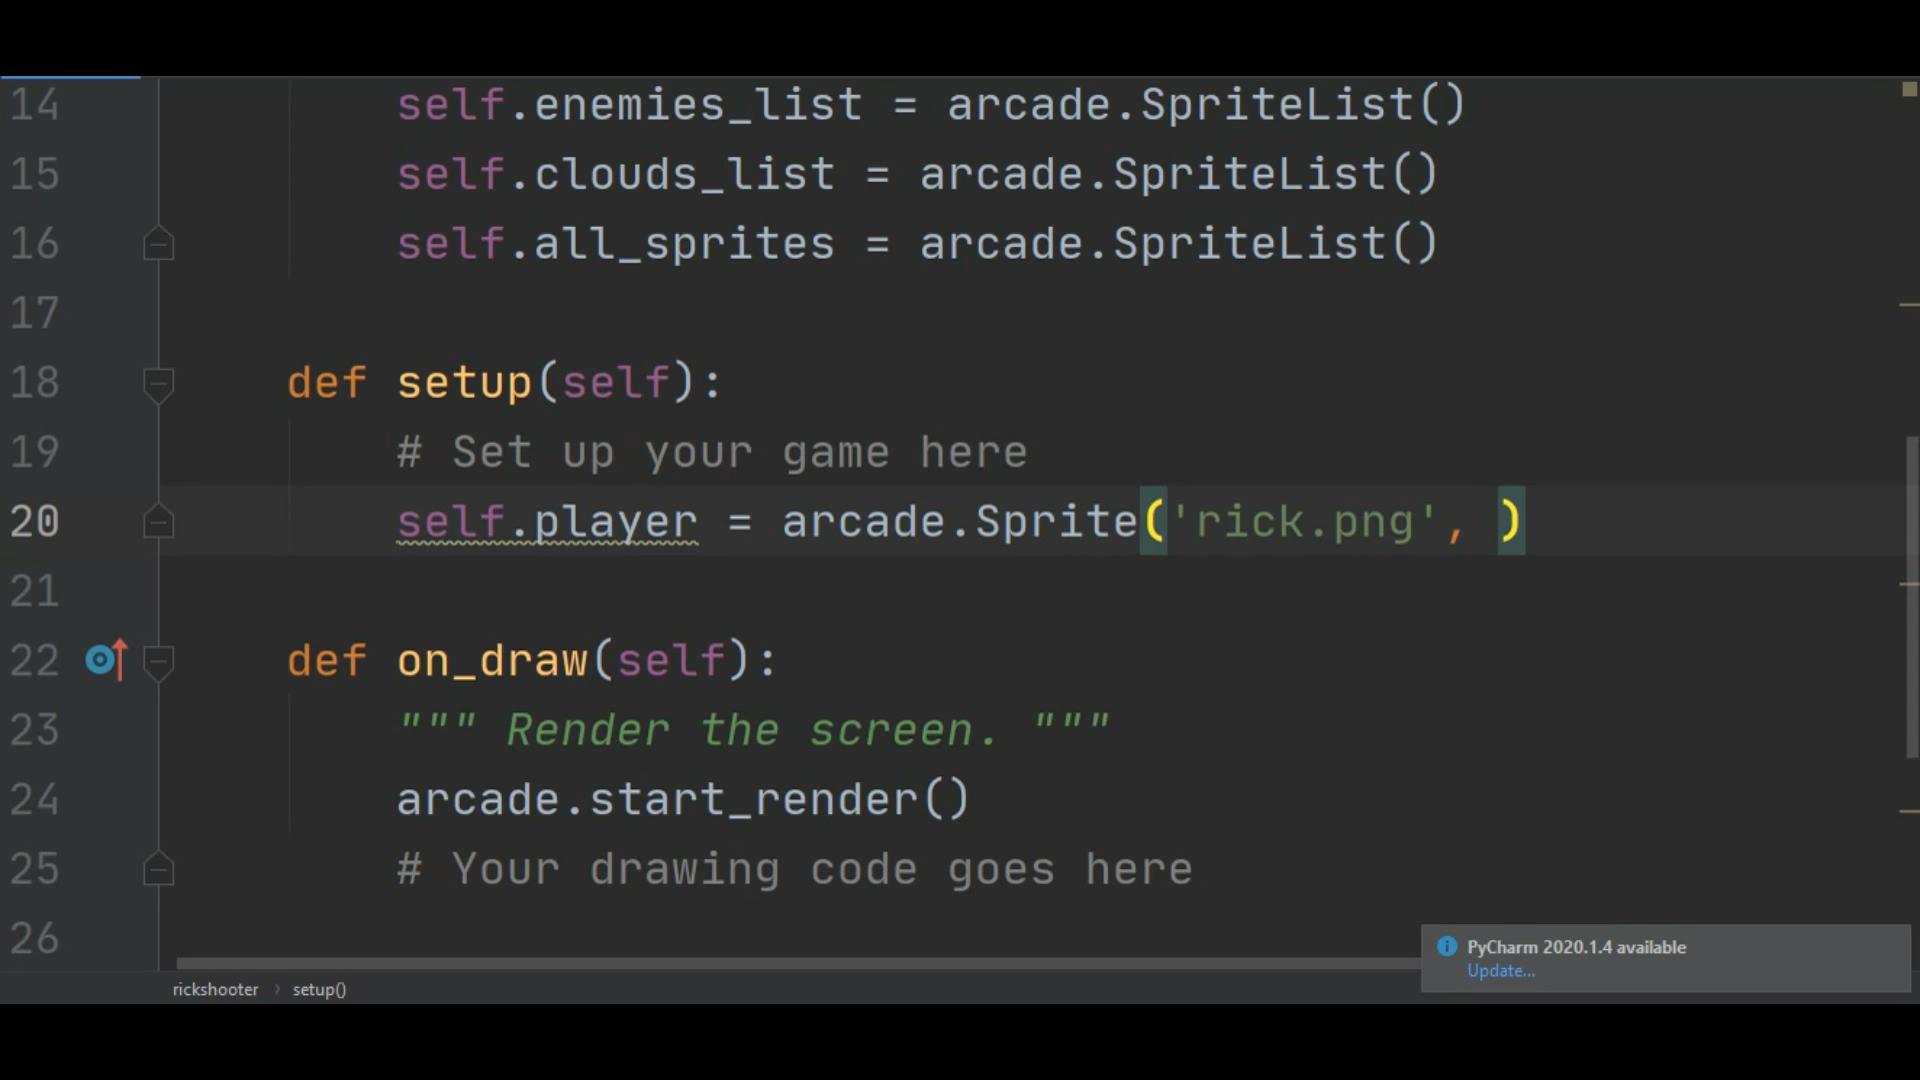 14 self.enemies_list = arcade.SpriteList()
15 self.clouds_list = arcade.SpriteList()
16 self.all_sprites = arcade.SpriteList()
17
18 def setup(self):
19 # Set up your game here
20 self.player = arcade.Sprite('rick.png', )
21
22 def on_draw(self):
23 """ Render the screen. """
24 arcade.start_render()
25 # Your drawing code goes here
26
PyCharm 2020.1.4 available
Update...
rickshooter › setup()